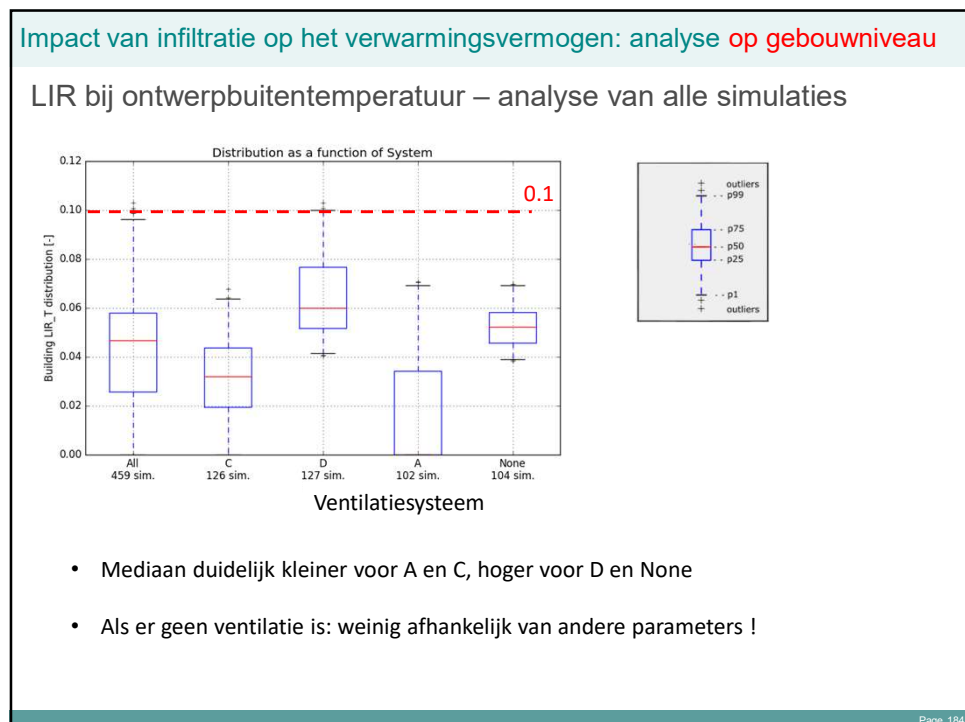 Impact van infiltratie op het verwarmingsvermogen: analyse op gebouwniveau
LIR bij ontwerpbuitentemperatuur – analyse van alle simulaties
Distribution as a function of System
Building LIR_T distribution [-]
0.12
0.10
0.08
0.06
0.04
0.02
0.00
0.1
All
459 sim.
C
126 sim.
D
127 sim.
A
102 sim.
None
104 sim.
Ventilatiesysteem
outliers
p99
p75
p50
p25
p1
outliers
• Mediaan duidelijk kleiner voor A en C, hoger voor D en None
• Als er geen ventilatie is: weinig afhankelijk van andere parameters !
Page 184